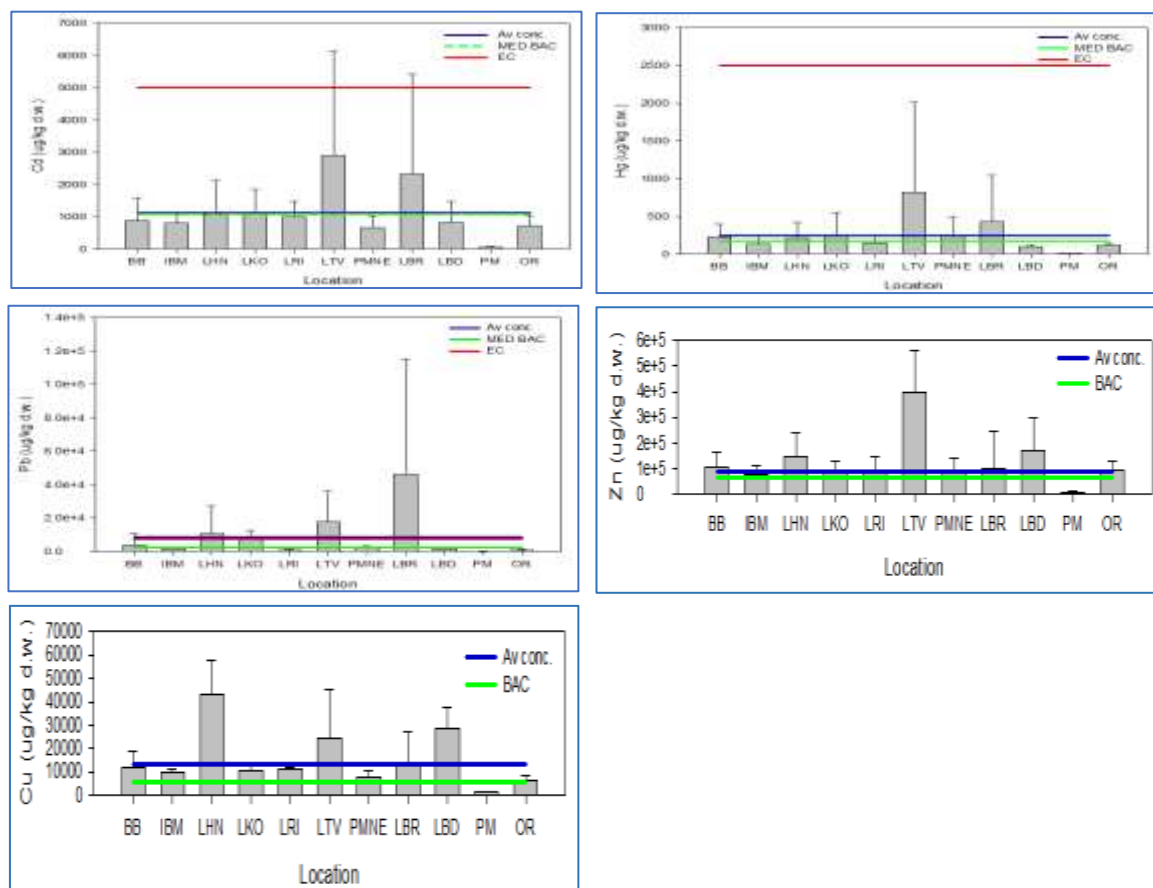 7000
6000
5000
4000
3000
2000
1000
0
Cd (ug/kg d.w.)
Av conc.
MED BAC
EC
BB IBM LHN LKO LRI LTV PMNE LBR LBD PM OR
Location
3000
2500
2000
1500
1000
500
0
Hg (ug/kg d.w.)
Av conc.
MED BAC
EC
BB IBM LHN LKO LRI LTV PMNE LBR LBD PM OR
Location
1.4e+5
1.2e+5
1.0e+5
8.0e+4
6.0e+4
4.0e+4
2.0e+4
0.0
Pb (ug/kg d.w.)
Av conc.
MED BAC
EC
BB IBM LHN LKO LRI LTV PMNE LBR LBD PM OR
Location
6e+5
5e+5
4e+5
3e+5
2e+5
1e+5
0
Zn (ug/kg d.w.)
Av conc.
BAC
BB IBM LHN LKO LRI LTV PMNE LBR LBD PM OR
Location
70000
60000
50000
40000
30000
20000
10000
0
Cu (ug/kg d.w.)
Av conc.
BAC
BB IBM LHN LKO LRI LTV PMNE LBR LBD PM OR
Location